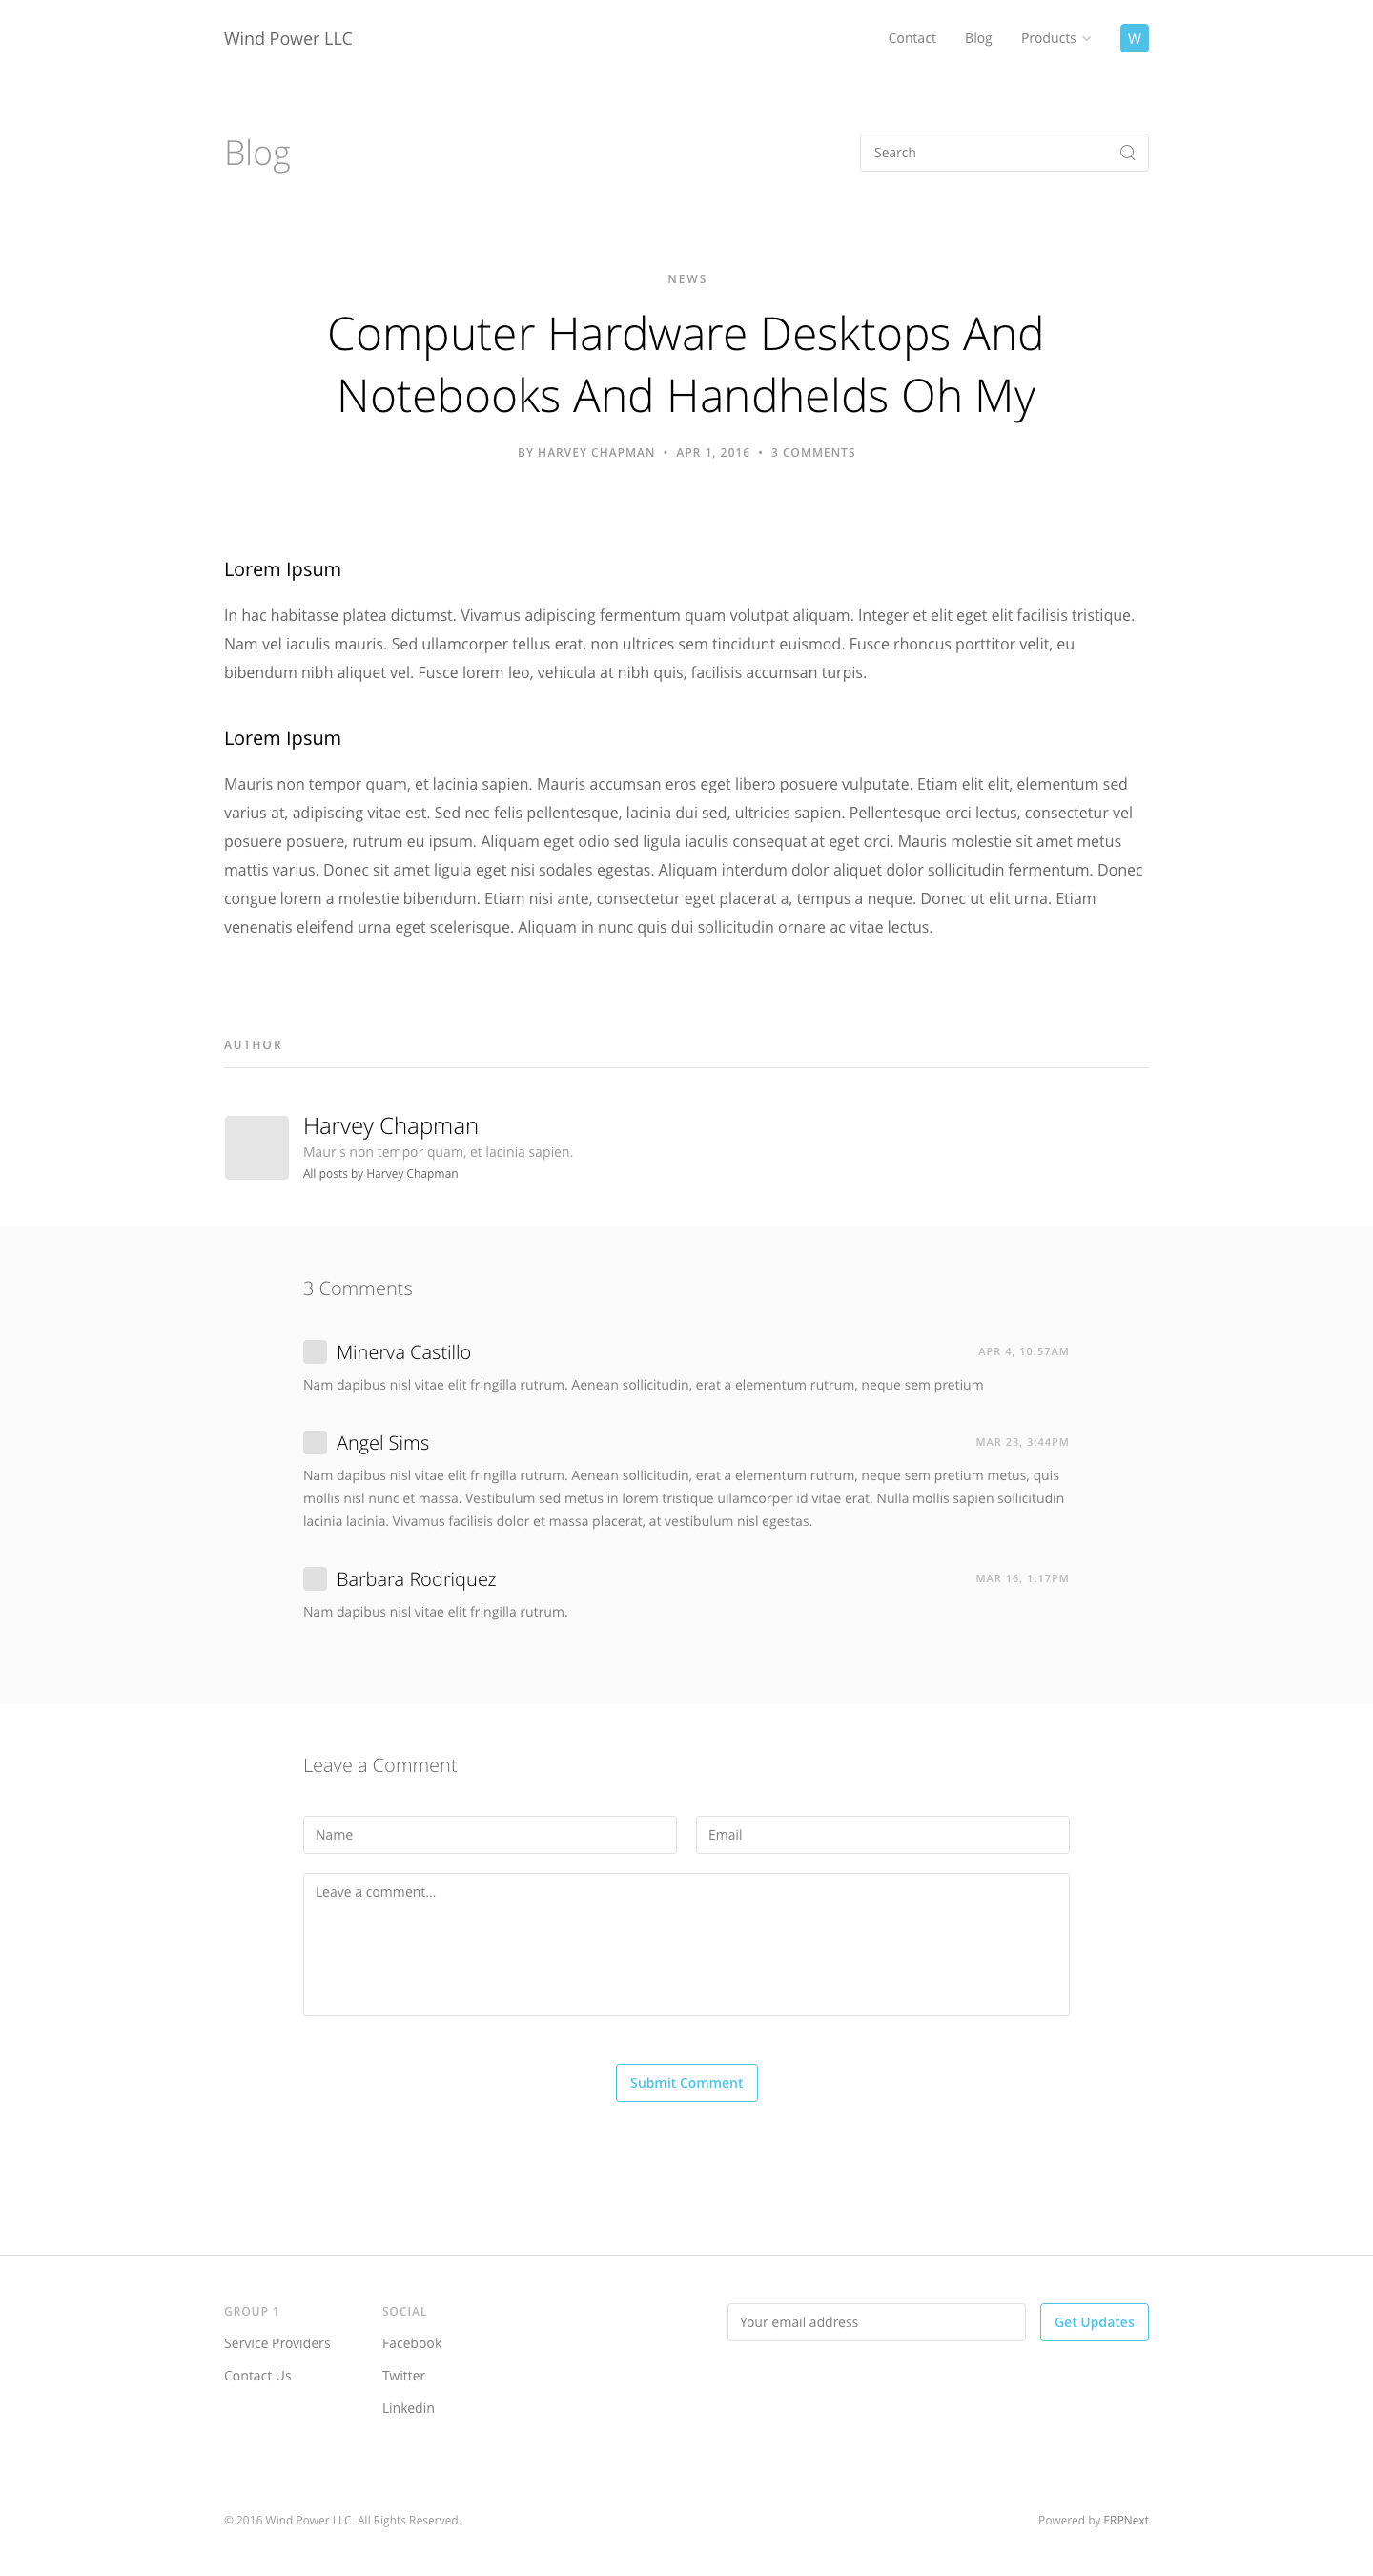 Wind Power LLC
Contact Blog Products W
Blog
Search
NEWS
Computer Hardware Desktops And
Notebooks And Handhelds Oh My
BY HARVEY CHAPMAN • APR 1, 2016 • 3 COMMENTS
Lorem Ipsum
In hac habitasse platea dictumst. Vivamus adipiscing fermentum quam volutpat aliquam. Integer et elit eget elit facilisis tristique.
Nam vel iaculis mauris. Sed ullamcorper tellus erat, non ultrices sem tincidunt euismod. Fusce rhoncus porttitor velit, eu
bibendum nibh aliquet vel. Fusce lorem leo, vehicula at nibh quis, facilisis accumsan turpis.
Lorem Ipsum
Mauris non tempor quam, et lacinia sapien. Mauris accumsan eros eget libero posuere vulputate. Etiam elit elit, elementum sed
varius at, adipiscing vitae est. Sed nec felis pellentesque, lacinia dui sed, ultricies sapien. Pellentesque orci lectus, consectetur vel
posuere posuere, rutrum eu ipsum. Aliquam eget odio sed ligula iaculis consequat at eget orci. Mauris molestie sit amet metus
mattis varius. Donec sit amet ligula eget nisi sodales egestas. Aliquam interdum dolor aliquet dolor sollicitudin fermentum. Donec
congue lorem a molestie bibendum. Etiam nisi ante, consectetur eget placerat a, tempus a neque. Donec ut elit urna. Etiam
venenatis eleifend urna eget scelerisque. Aliquam in nunc quis dui sollicitudin ornare ac vitae lectus.
AUTHOR
Harvey Chapman
Mauris non tempor quam, et lacinia sapien.
All posts by Harvey Chapman
3 Comments
Minerva Castillo APR 4, 10:57AM
Nam dapibus nisl vitae elit fringilla rutrum. Aenean sollicitudin, erat a elementum rutrum, neque sem pretium
Angel Sims MAR 23, 3:44PM
Nam dapibus nisl vitae elit fringilla rutrum. Aenean sollicitudin, erat a elementum rutrum, neque sem pretium metus, quis
mollis nisl nunc et massa. Vestibulum sed metus in lorem tristique ullamcorper id vitae erat. Nulla mollis sapien sollicitudin
lacinia lacinia. Vivamus facilisis dolor et massa placerat, at vestibulum nisl egestas.
Barbara Rodriquez MAR 16, 1:17PM
Nam dapibus nisl vitae elit fringilla rutrum.
Leave a Comment
Name Email
Leave a comment...
Submit Comment
GROUP 1
Service Providers
Contact Us
SOCIAL
Facebook
Twitter
Linkedin
Your email address Get Updates
© 2016 Wind Power LLC. All Rights Reserved. Powered by ERPNext